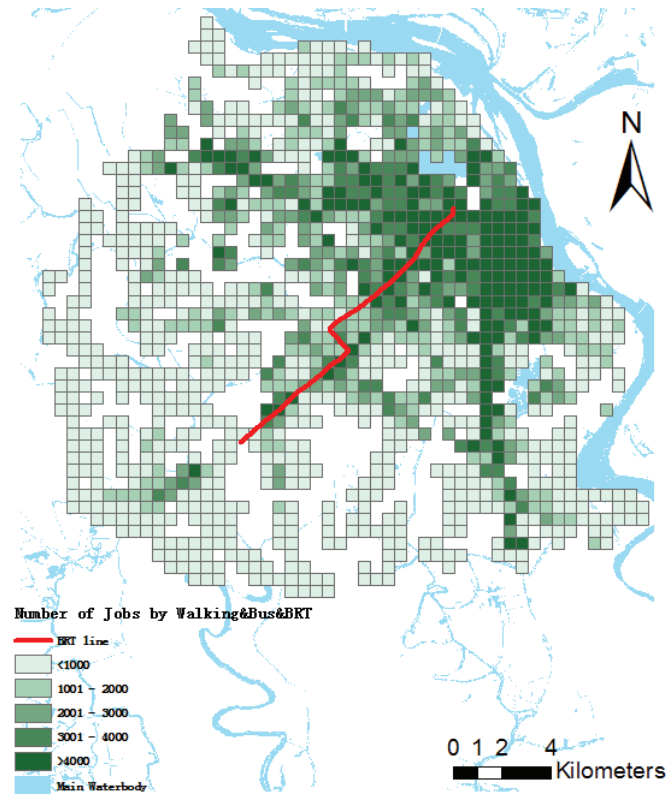 N
Number of Jobs by Walking&Bus&BRT
BRT line
<1000
1001 - 2000
2001 - 3000
3001 - 4000
>4000
Main Waterbody
0 1 2 4
Kilometers